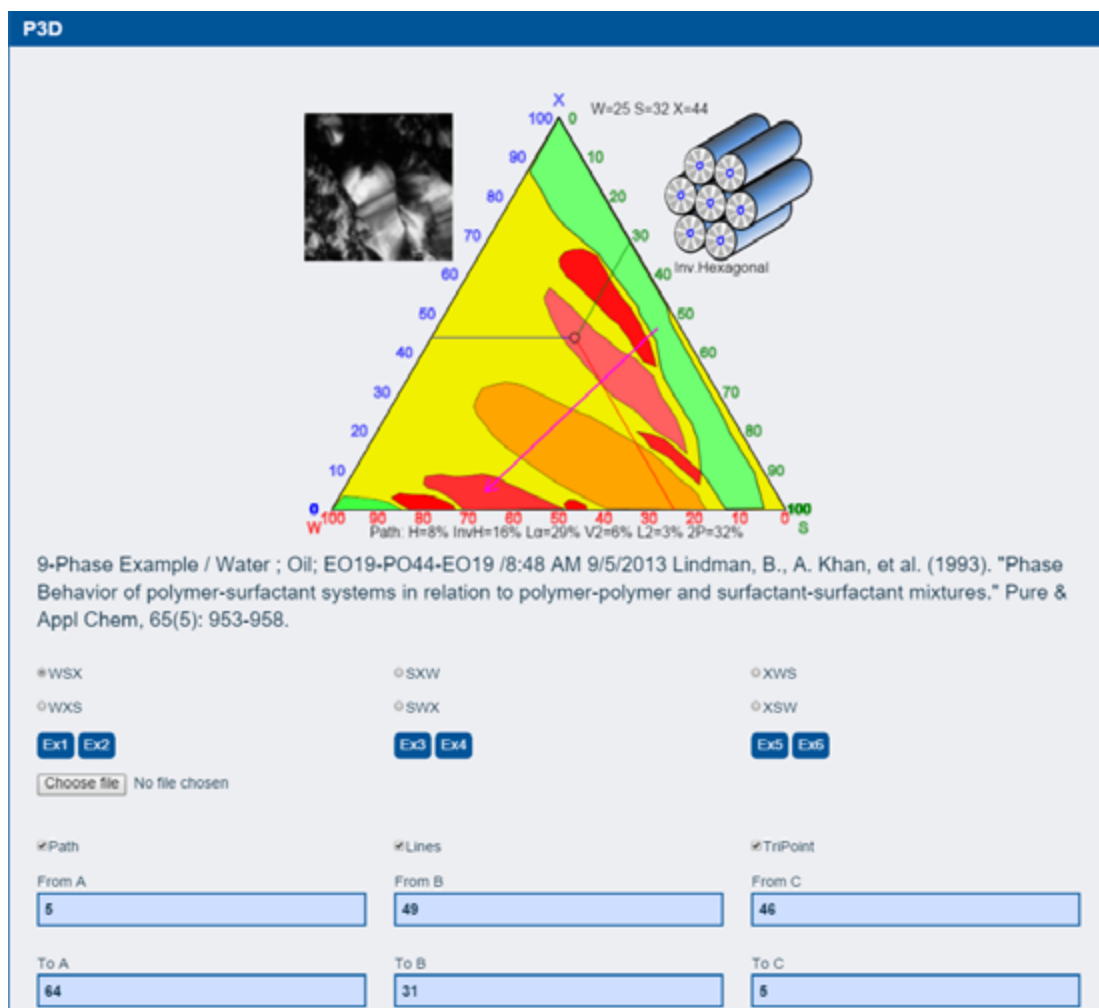 P3D
X
W=25 S=32 X=44
100 0
90 10
80 20
70 30
60 40
Inv.Hexagonal
50 50
40 60
30 70
20 80
10 90
0 100
W 100 90 80 70 60 50 40 30 20 10 0 S
Path: H=8% InvH=16% Lα=29% V2=6% L2=3% 2P=32%
9-Phase Example / Water ; Oil; EO19-PO44-EO19 /8:48 AM 9/5/2013 Lindman, B., A. Khan, et al. (1993). "Phase
Behavior of polymer-surfactant systems in relation to polymer-polymer and surfactant-surfactant mixtures." Pure &
Appl Chem, 65(5): 953-958.
WSX SXW XWS
WXS SWX XSW
Ex1 Ex2 Ex3 Ex4 Ex5 Ex6
Choose file No file chosen
Path Lines TriPoint
From A From B From C
5 49 46
To A To B To C
64 31 5